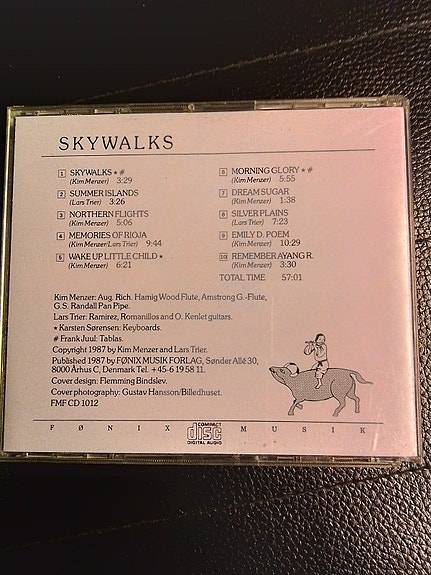 SKYWALKS
1 SKYWALKS ★ #
(Kim Menzer) 3:29
2 SUMMER ISLANDS
(Lars Trier) 3:26
3 NORTHERN FLIGHTS
(Kim Menzer) 5:06
4 MEMORIES OF RIOJA
(Kim Menzer/Lars Trier) 9:44
5 WAKE UP LITTLE CHILD ★
(Kim Menzer) 6:21
6 MORNING GLORY ★ #
(Kim Menzer) 5:55
7 DREAM SUGAR
(Kim Menzer) 1:38
8 SILVER PLAINS
(Lars Trier) 7:23
9 EMILY D. POEM
(Kim Menzer) 10:29
10 REMEMBER AYANG R.
(Kim Menzer) 3:30
TOTAL TIME 57:01
Kim Menzer: Aug. Rich. Hamig Wood Flute, Amstrong G.-Flute,
G.S. Randall Pan Pipe.
Lars Trier: Ramirez, Romanillos and O. Kenlet guitars.
★ Karsten Sørensen: Keyboards.
# Frank Juul: Tablas.
Copyright 1987 by Kim Menzer and Lars Trier.
Published 1987 by FØNIX MUSIK FORLAG, Sønder Allé 30,
8000 Århus C, Denmark Tel. +45-6 19 58 11.
Cover design: Flemming Bindslev.
Cover photography: Gustav Hansson/Billedhuset.
FMF CD 1012
FØNIX MUSIK
COMPACT
disc
DIGITAL AUDIO